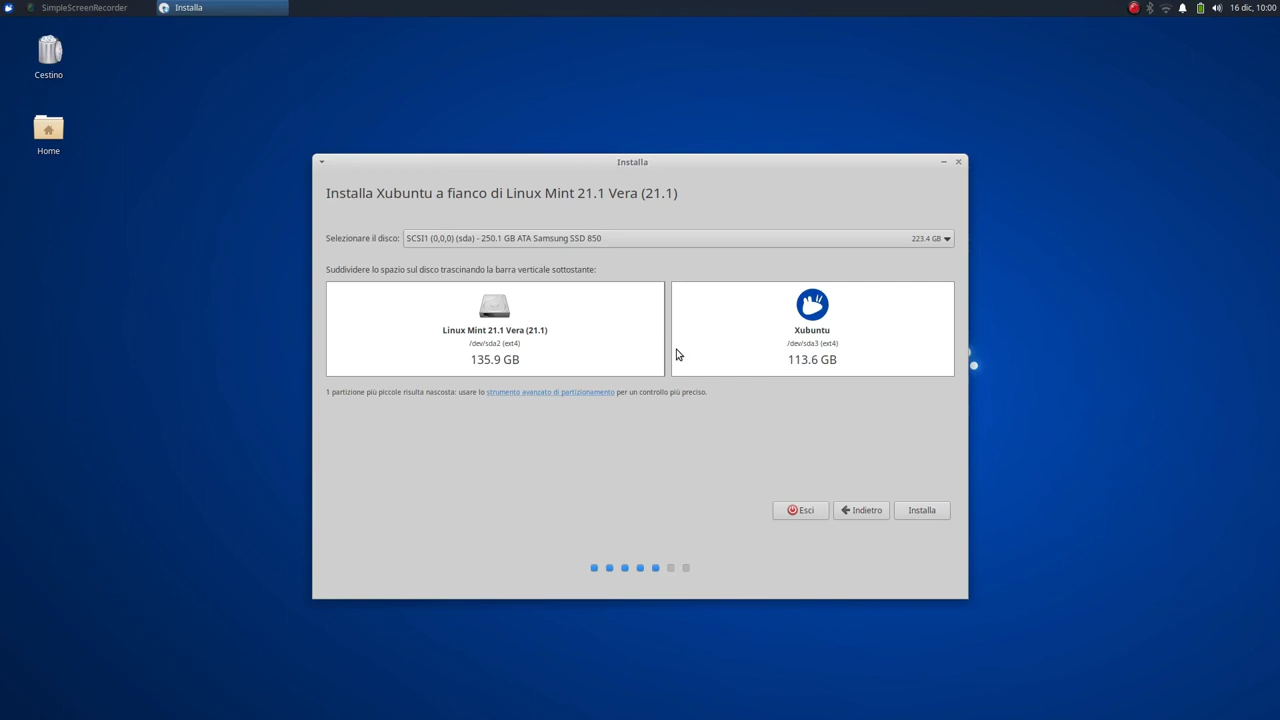 SimpleScreenRecorder
Installa
16 dic, 10:00
Cestino
Home
Installa
Installa Xubuntu a fianco di Linux Mint 21.1 Vera (21.1)
Selezionare il disco:
SCSI1 (0,0,0) (sda) - 250.1 GB ATA Samsung SSD 850
223.4 GB
Suddividere lo spazio sul disco trascinando la barra verticale sottostante:
Linux Mint 21.1 Vera (21.1)
/dev/sda2 (ext4)
135.9 GB
Xubuntu
/dev/sda3 (ext4)
113.6 GB
1 partizione più piccole risulta nascosta: usare lo strumento avanzato di partizionamento per un controllo più preciso.
Esci
Indietro
Installa